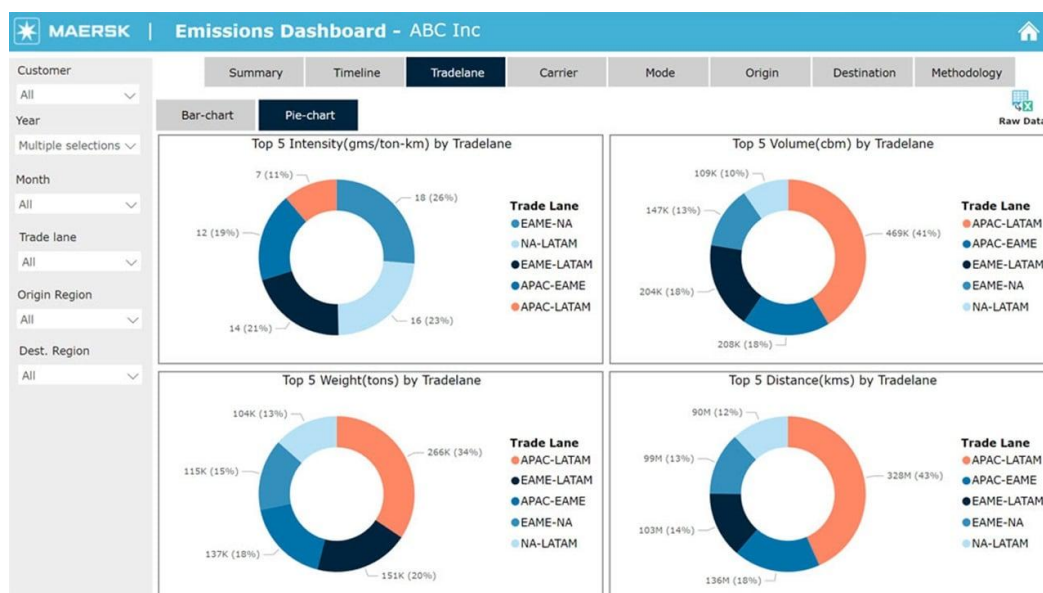 MAERSK | Emissions Dashboard - ABC Inc
Customer
All
Year
Multiple selections
Month
All
Trade lane
All
Origin Region
All
Dest. Region
All
Summary Timeline Tradelane Carrier Mode Origin Destination Methodology
Bar-chart Pie-chart
Raw Data
Top 5 Intensity(gms/ton-km) by Tradelane
7 (11%)
18 (26%)
12 (19%)
14 (21%)
16 (23%)
Trade Lane
EAME-NA
NA-LATAM
EAME-LATAM
APAC-EAME
APAC-LATAM
Top 5 Volume(cbm) by Tradelane
109K (10%)
147K (13%)
469K (41%)
204K (18%)
208K (18%)
Trade Lane
APAC-LATAM
APAC-EAME
EAME-LATAM
EAME-NA
NA-LATAM
Top 5 Weight(tons) by Tradelane
104K (13%)
266K (34%)
115K (15%)
137K (18%)
151K (20%)
Trade Lane
APAC-LATAM
EAME-LATAM
APAC-EAME
EAME-NA
NA-LATAM
Top 5 Distance(kms) by Tradelane
90M (12%)
99M (13%)
328M (43%)
103M (14%)
136M (18%)
Trade Lane
APAC-LATAM
APAC-EAME
EAME-LATAM
EAME-NA
NA-LATAM